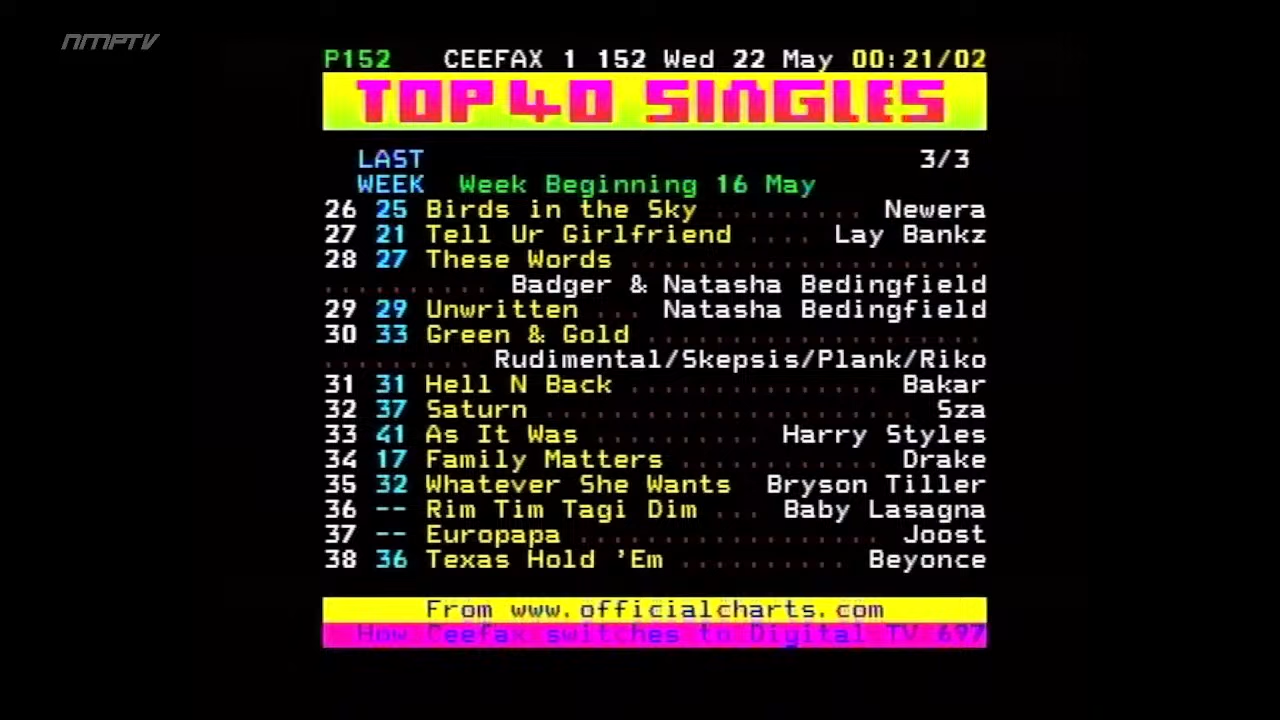 NMPTV
P152 CEEFAX 1 152 Wed 22 May 00:21/02
TOP 40 SINGLES
LAST 3/3
WEEK Week Beginning 16 May
26 25 Birds in the Sky ......... Newera
27 21 Tell Ur Girlfriend .... Lay Bankz
28 27 These Words .....................
.......... Badger & Natasha Bedingfield
29 29 Unwritten ... Natasha Bedingfield
30 33 Green & Gold ....................
......... Rudimental/Skepsis/Plank/Riko
31 31 Hell N Back ............... Bakar
32 37 Saturn ...................... Sza
33 41 As It Was .......... Harry Styles
34 17 Family Matters ............ Drake
35 32 Whatever She Wants Bryson Tiller
36 -- Rim Tim Tagi Dim ... Baby Lasagna
37 -- Europapa .................. Joost
38 36 Texas Hold 'Em .......... Beyonce
From www.officialcharts.com
How Ceefax switches to Digital TV 697